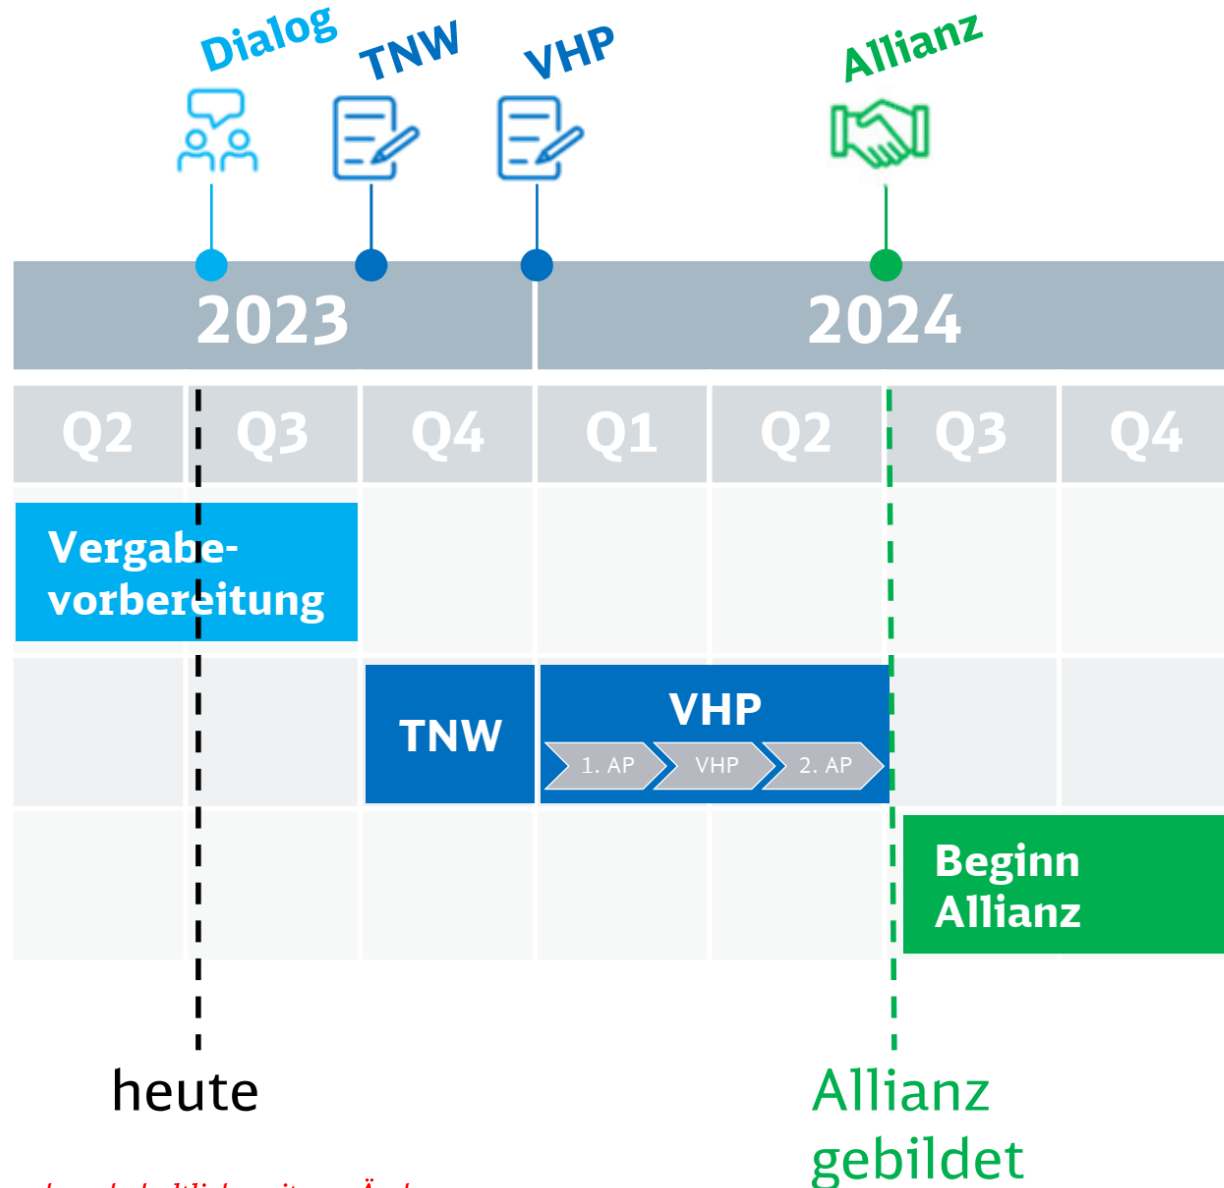 Dialog
TNW
VHP
Allianz
2023
2024
Q2
Q3
Q4
Q1
Q2
Q3
Q4
Vergabe-
vorbereitung
TNW
VHP
1. AP
VHP
2. AP
Beginn
Allianz
heute
Allianz
gebildet